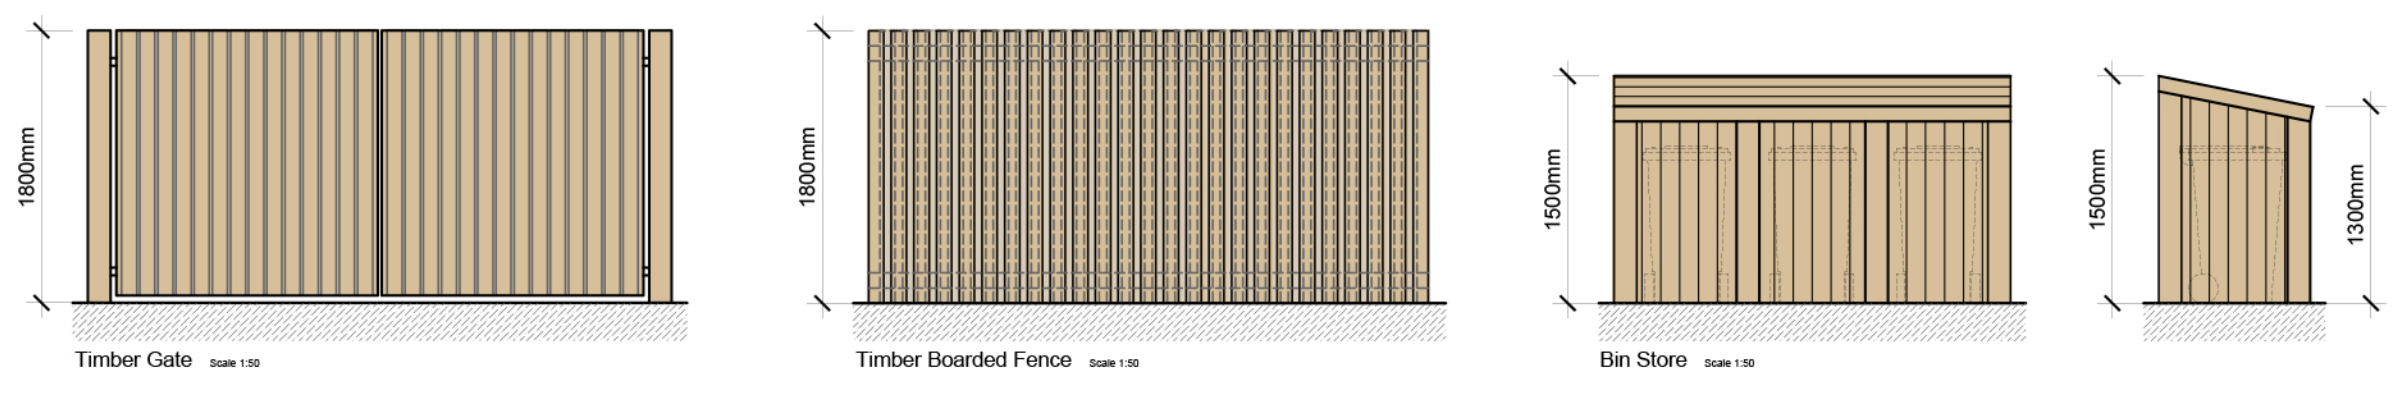 1800mm
Timber Gate Scale 1:50
1800mm
Timber Boarded Fence Scale 1:50
1500mm
Bin Store Scale 1:50
1500mm
1300mm